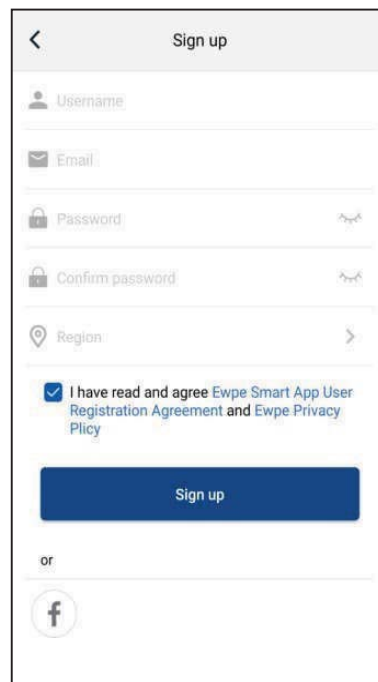 Sign up
Username
Email
Password
Confirm password
Region
I have read and agree Ewpe Smart App User
Registration Agreement and Ewpe Privacy
Plicy
Sign up
or
f